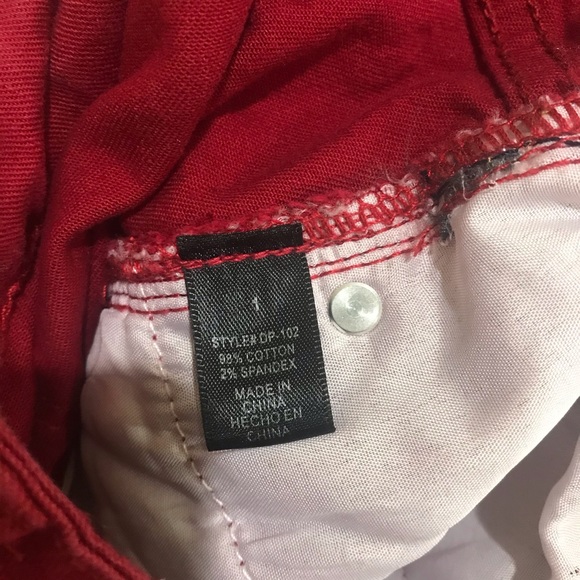 1
STYLE# DP-102
98% COTTON
2% SPANDEX
MADE IN
CHINA
HECHO EN
CHINA